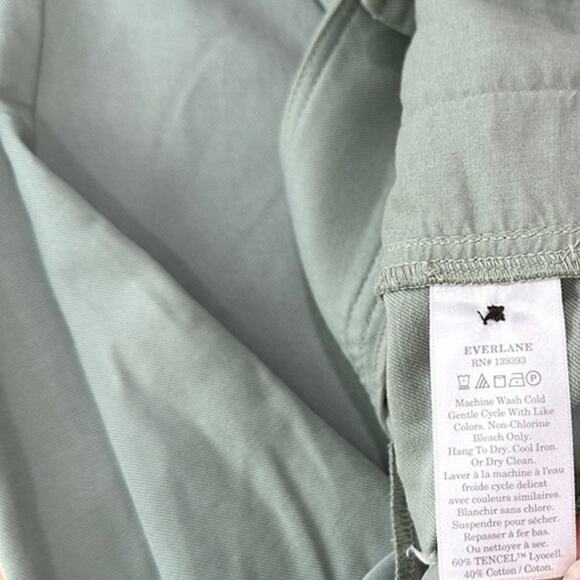 EVERLANE
RN# 139393
Machine Wash Cold
Gentle Cycle With Like
Colors. Non-Chlorine
Bleach Only.
Hang To Dry. Cool Iron.
Or Dry Clean.
Laver à la machine à l'eau
froide cycle délicat
avec couleurs similaires.
Blanchir sans chlore.
Suspendre pour sécher.
Repasser à fer bas.
Ou nettoyer à sec.
60% TENCEL™ Lyocell.
40% Cotton / Coton.